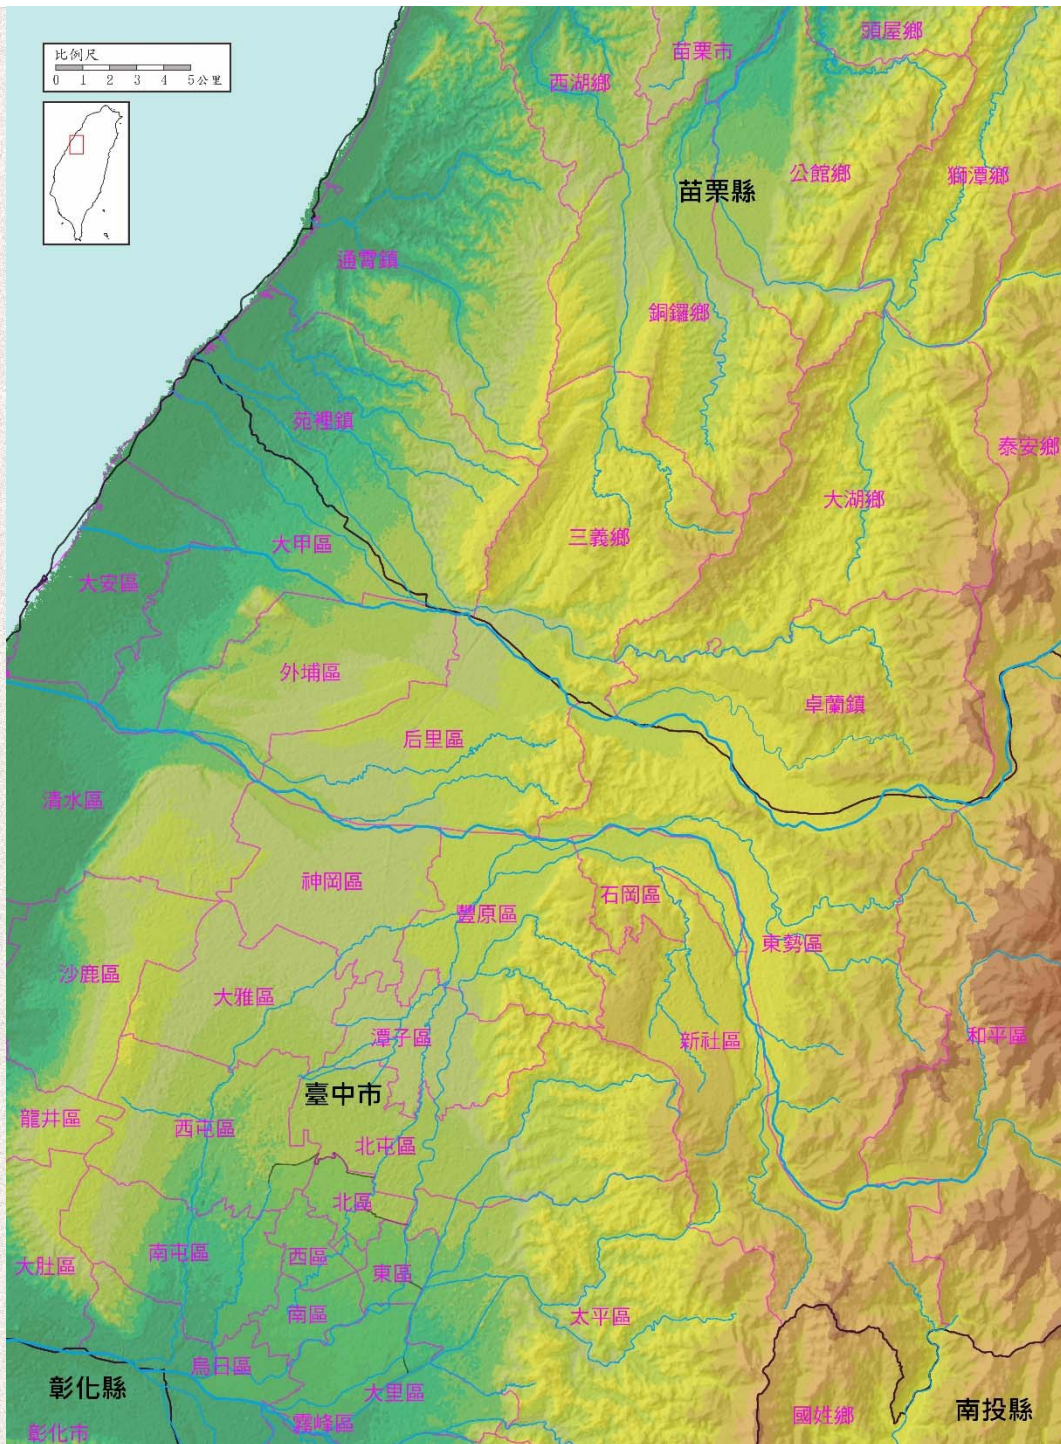 比例尺
0 1 2 3 4 5公里
頭屋鄉
苗栗市
西湖鄉
公館鄉
獅潭鄉
苗栗縣
通霄鎮
銅鑼鄉
苑裡鎮
泰安鄉
大湖鄉
三義鄉
大甲區
大安區
外埔區
卓蘭鎮
后里區
清水區
神岡區
石岡區
豐原區
東勢區
沙鹿區
大雅區
潭子區
新社區
和平區
臺中市
龍井區
西屯區
北屯區
北區
南屯區
西區
大肚區
東區
南區
太平區
烏日區
彰化縣
大里區
國姓鄉
南投縣
霧峰區
彰化市